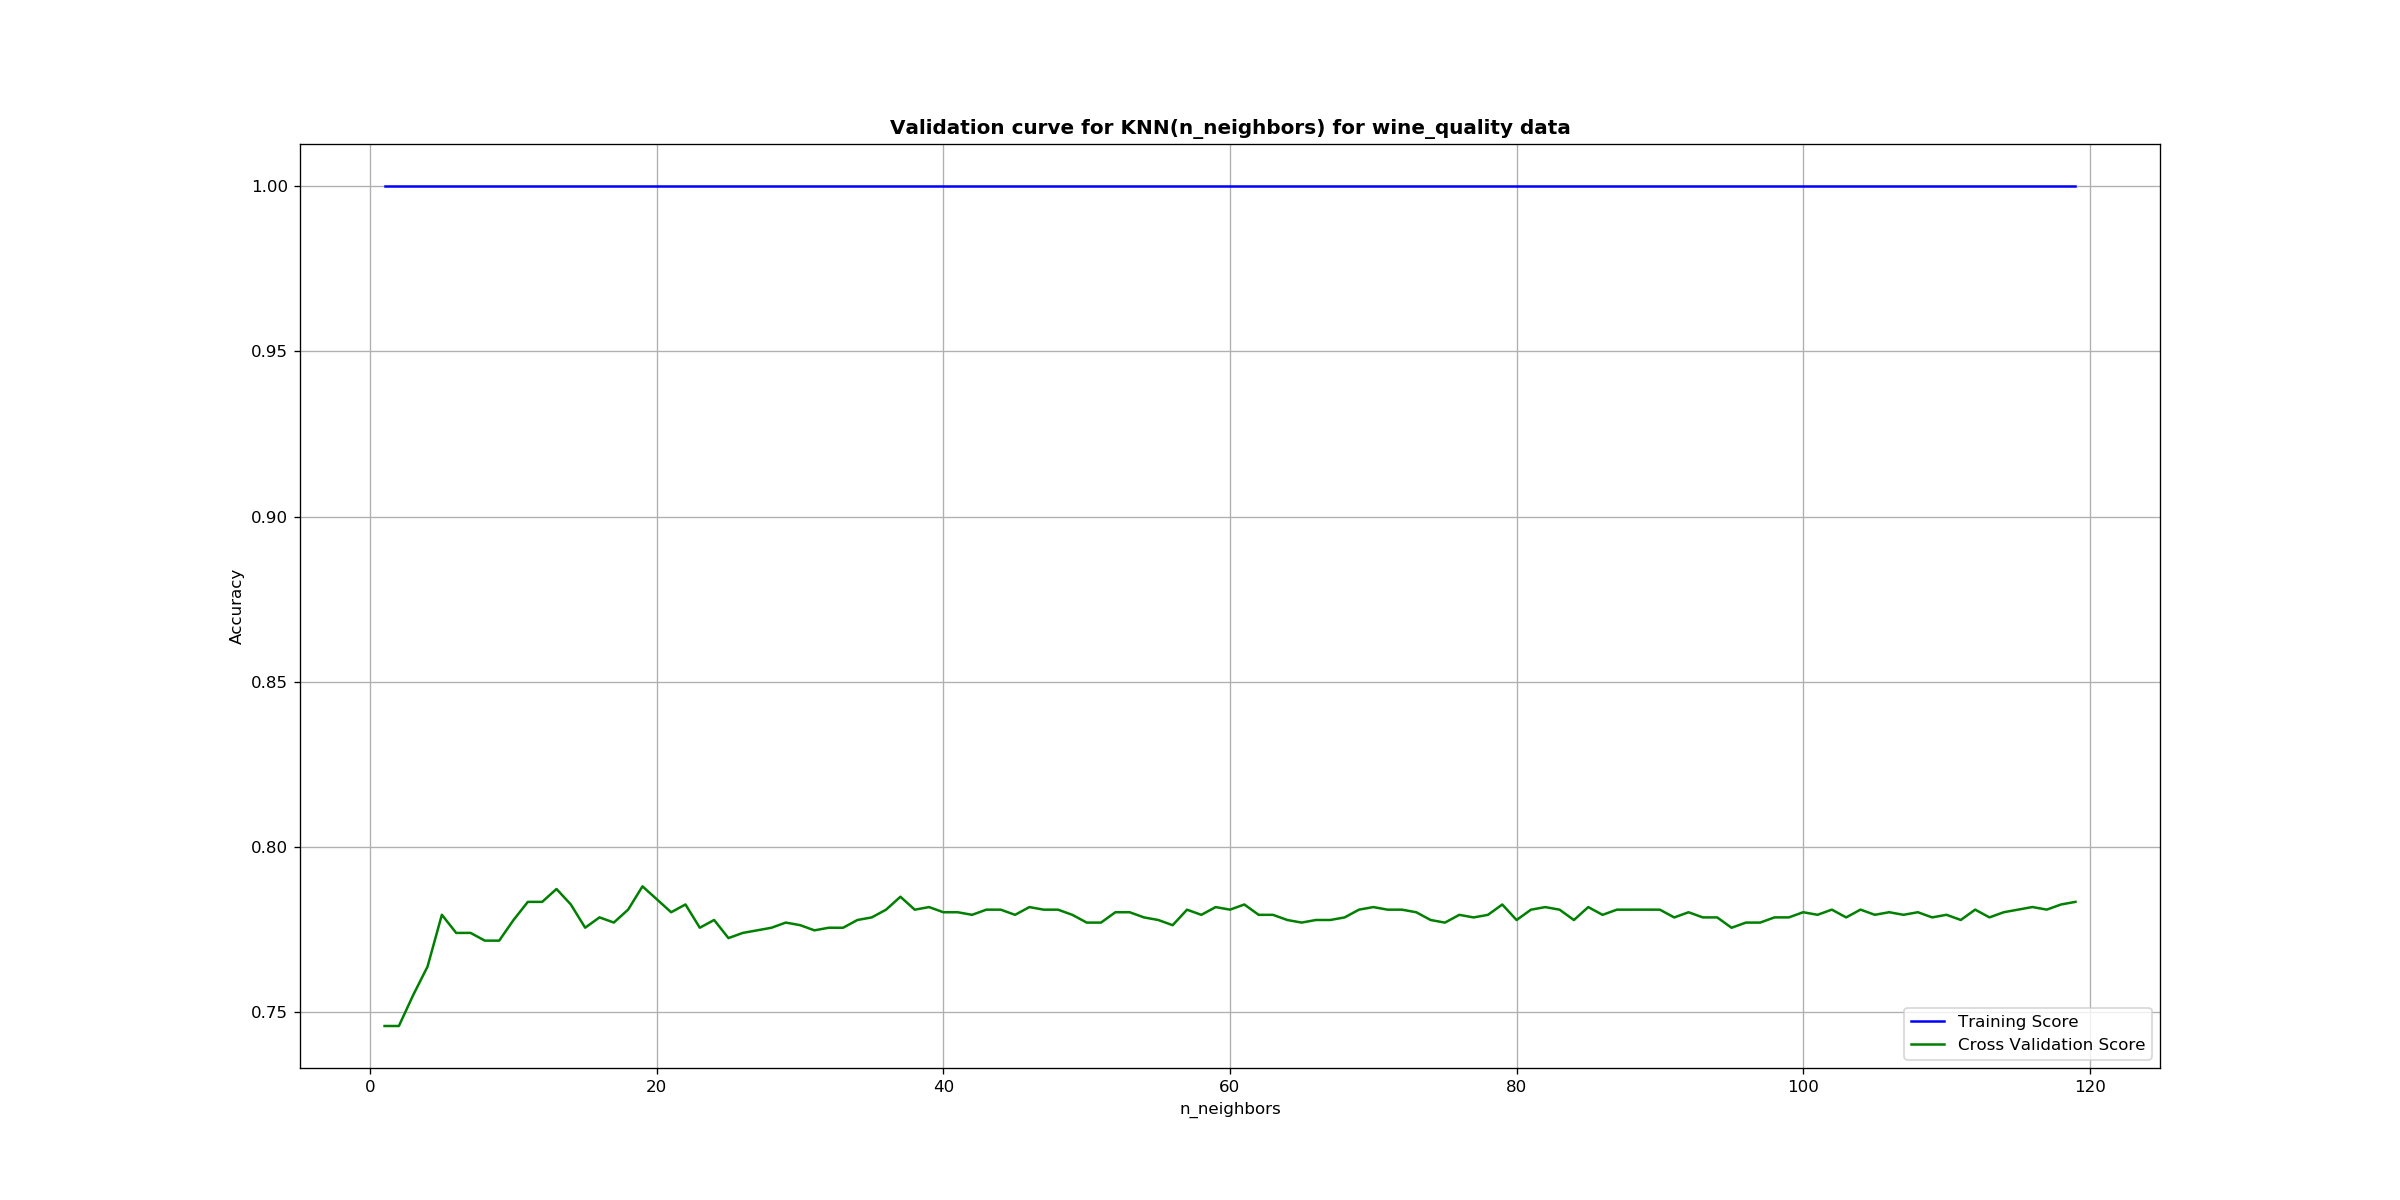 Validation curve for KNN(n_neighbors) for wine_quality data
1.00
0.95
0.90
0.85
0.80
0.75
Accuracy
Training Score
Cross Validation Score
0 20 40 60 80 100 120
n_neighbors